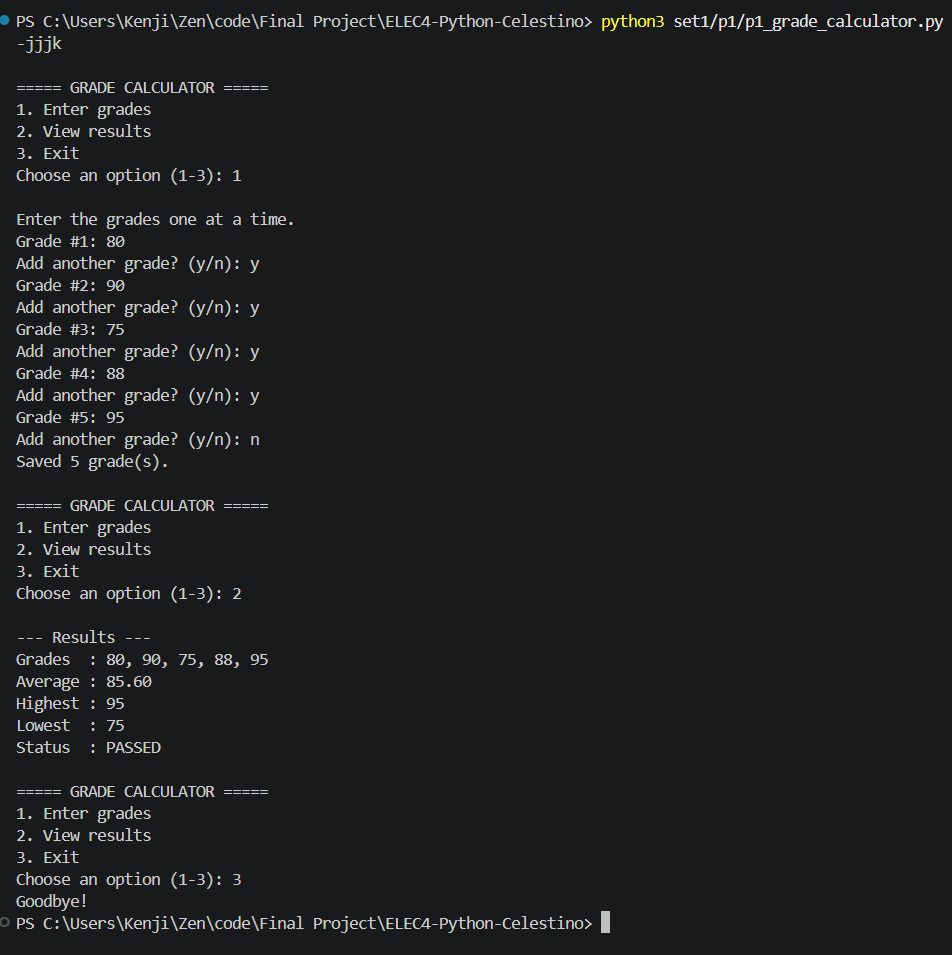 PS C:\Users\Kenji\Zen\code\Final Project\ELEC4-Python-Celestino> python3 set1/p1/p1_grade_calculator.py
-jjjk
===== GRADE CALCULATOR =====
1. Enter grades
2. View results
3. Exit
Choose an option (1-3): 1
Enter the grades one at a time.
Grade #1: 80
Add another grade? (y/n): y
Grade #2: 90
Add another grade? (y/n): y
Grade #3: 75
Add another grade? (y/n): y
Grade #4: 88
Add another grade? (y/n): y
Grade #5: 95
Add another grade? (y/n): n
Saved 5 grade(s).
===== GRADE CALCULATOR =====
1. Enter grades
2. View results
3. Exit
Choose an option (1-3): 2
--- Results ---
Grades  : 80, 90, 75, 88, 95
Average : 85.60
Highest : 95
Lowest  : 75
Status  : PASSED
===== GRADE CALCULATOR =====
1. Enter grades
2. View results
3. Exit
Choose an option (1-3): 3
Goodbye!
PS C:\Users\Kenji\Zen\code\Final Project\ELEC4-Python-Celestino>